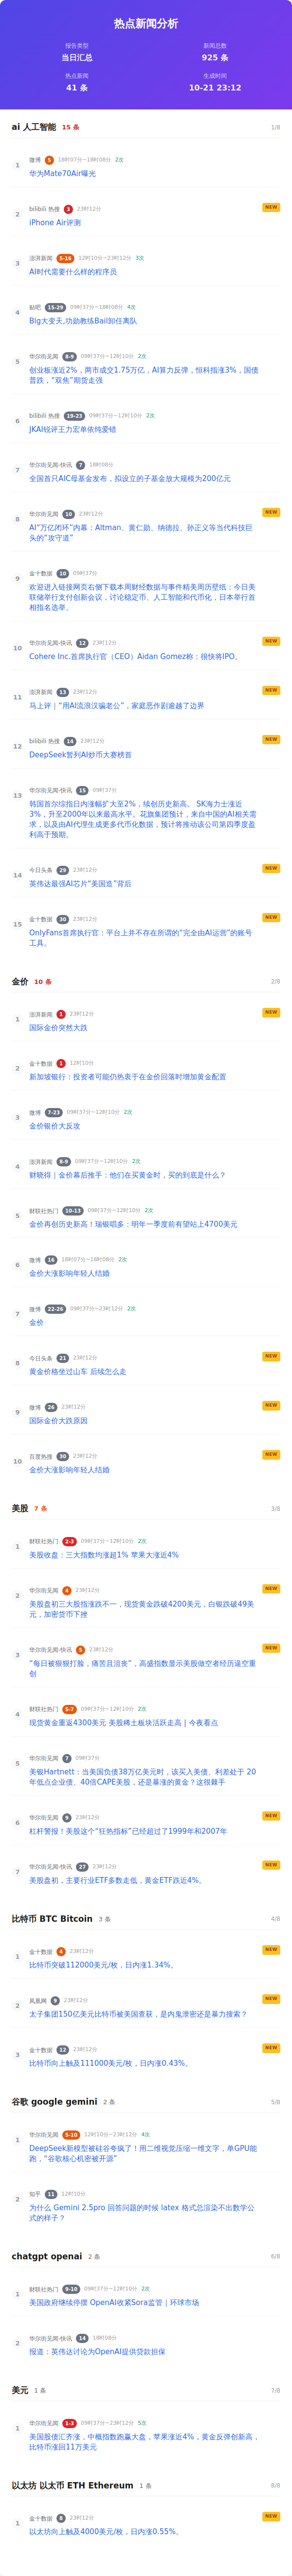 热点新闻分析
报告类型
当日汇总
新闻总数
925 条
热点新闻
41 条
生成时间
10-21 23:12
ai 人工智能 15 条 1/8
1
微博 5 18时07分~18时08分 2次
华为Mate70Air曝光
2
bilibili 热搜 3 23时12分 NEW
iPhone Air评测
3
澎湃新闻 5-16 12时10分~23时12分 3次
AI时代需要什么样的程序员
4
贴吧 15-29 09时37分~18时08分 4次
Blg大变天,功勋教练Bail卸任离队
5
华尔街见闻 8-9 09时37分~12时10分 2次
创业板涨近2%，两市成交1.75万亿，AI算力反弹，恒科指涨3%，国债
普跌，“双焦”期货走强
6
bilibili 热搜 19-23 09时37分~12时10分 2次
JKAI锐评王力宏单依纯爱错
7
华尔街见闻-快讯 7 18时08分
全国首只AIC母基金发布，拟设立的子基金放大规模为200亿元
8
华尔街见闻 10 23时12分 NEW
AI“万亿闭环”内幕：Altman、黄仁勋、纳德拉、孙正义等当代科技巨
头的“攻守道”
9
金十数据 10 09时37分
欢迎进入链接网页右侧下载本周财经数据与事件精美周历壁纸：今日美
联储举行支付创新会议，讨论稳定币、人工智能和代币化，日本举行首
相指名选举。
10
华尔街见闻-快讯 12 23时12分 NEW
Cohere Inc.首席执行官（CEO）Aidan Gomez称：很快将IPO。
11
澎湃新闻 13 23时12分 NEW
马上评｜“用AI流浪汉骗老公”，家庭恶作剧逾越了边界
12
bilibili 热搜 14 23时12分 NEW
DeepSeek暂列AI炒币大赛榜首
13
华尔街见闻-快讯 15 09时37分
韩国首尔综指日内涨幅扩大至2%，续创历史新高。 SK海力士涨近
3%，升至2000年以来最高水平。花旗集团预计，来自中国的AI相关需
求，以及由AI代理生成更多代币化数据，预计将推动该公司第四季度盈
利高于预期。
14
今日头条 29 23时12分 NEW
英伟达最强AI芯片“美国造”背后
15
金十数据 30 23时12分 NEW
OnlyFans首席执行官：平台上并不存在所谓的“完全由AI运营”的账号
工具。
金价 10 条 2/8
1
澎湃新闻 1 23时12分 NEW
国际金价突然大跌
2
金十数据 1 12时10分
新加坡银行：投资者可能仍热衷于在金价回落时增加黄金配置
3
微博 7-23 09时37分~12时10分 2次
金价银价大反攻
4
澎湃新闻 8-9 09时37分~12时10分 2次
财晓得｜金价幕后推手：他们在买黄金时，买的到底是什么？
5
财联社热门 10-13 09时37分~12时10分 2次
金价再创历史新高！瑞银唱多：明年一季度前有望站上4700美元
6
微博 16 18时07分~18时08分 2次
金价大涨影响年轻人结婚
7
微博 22-26 09时37分~23时12分 2次
金价
8
今日头条 21 23时12分 NEW
黄金价格坐过山车 后续怎么走
9
微博 26 23时12分 NEW
国际金价大跌原因
10
百度热搜 30 23时12分 NEW
金价大涨影响年轻人结婚
美股 7 条 3/8
1
财联社热门 2-3 09时37分~12时10分 2次
美股收盘：三大指数均涨超1% 苹果大涨近4%
2
华尔街见闻 4 23时12分 NEW
美股盘初三大股指涨跌不一，现货黄金跌破4200美元，白银跌破49美
元，加密货币下挫
3
华尔街见闻-快讯 5 23时12分 NEW
“每日被狠狠打脸，痛苦且沮丧”，高盛指数显示美股做空者经历逼空重
创
4
财联社热门 5-7 09时37分~12时10分 2次
现货黄金重返4300美元 美股稀土板块活跃走高 | 今夜看点
5
华尔街见闻 7 09时37分
美银Hartnett：当美国负债38万亿美元时，该买入美债、利差处于 20
年低点企业债、40倍CAPE美股，还是暴涨的黄金？这很棘手
6
华尔街见闻 9 23时12分 NEW
杠杆警报！美股这个“狂热指标”已经超过了1999年和2007年
7
华尔街见闻-快讯 27 23时12分 NEW
美股盘初，主要行业ETF多数走低，黄金ETF跌近4%。
比特币 BTC Bitcoin 3 条 4/8
1
金十数据 4 23时12分 NEW
比特币突破112000美元/枚，日内涨1.34%。
2
凤凰网 9 23时12分 NEW
太子集团150亿美元比特币被美国查获，是内鬼泄密还是暴力搜索？
3
金十数据 12 23时12分 NEW
比特币向上触及111000美元/枚，日内涨0.43%。
谷歌 google gemini 2 条 5/8
1
华尔街见闻 5-10 12时10分~23时12分 4次
DeepSeek新模型被硅谷夸疯了！用二维视觉压缩一维文字，单GPU能
跑，“谷歌核心机密被开源”
2
知乎 11 12时10分
为什么 Gemini 2.5pro 回答问题的时候 latex 格式总渲染不出数学公
式的样子？
chatgpt openai 2 条 6/8
1
财联社热门 9-10 09时37分~12时10分 2次
美国政府继续停摆 OpenAI收紧Sora监管｜环球市场
2
华尔街见闻-快讯 14 18时08分
报道：英伟达讨论为OpenAI提供贷款担保
美元 1 条 7/8
1
华尔街见闻 1-3 09时37分~23时12分 5次
美国股债汇齐涨，中概指数跑赢大盘，苹果涨近4%，黄金反弹创新高，
比特币涨回11万美元
以太坊 以太币 ETH Ethereum 1 条 8/8
1
金十数据 8 23时12分 NEW
以太坊向上触及4000美元/枚，日内涨0.55%。